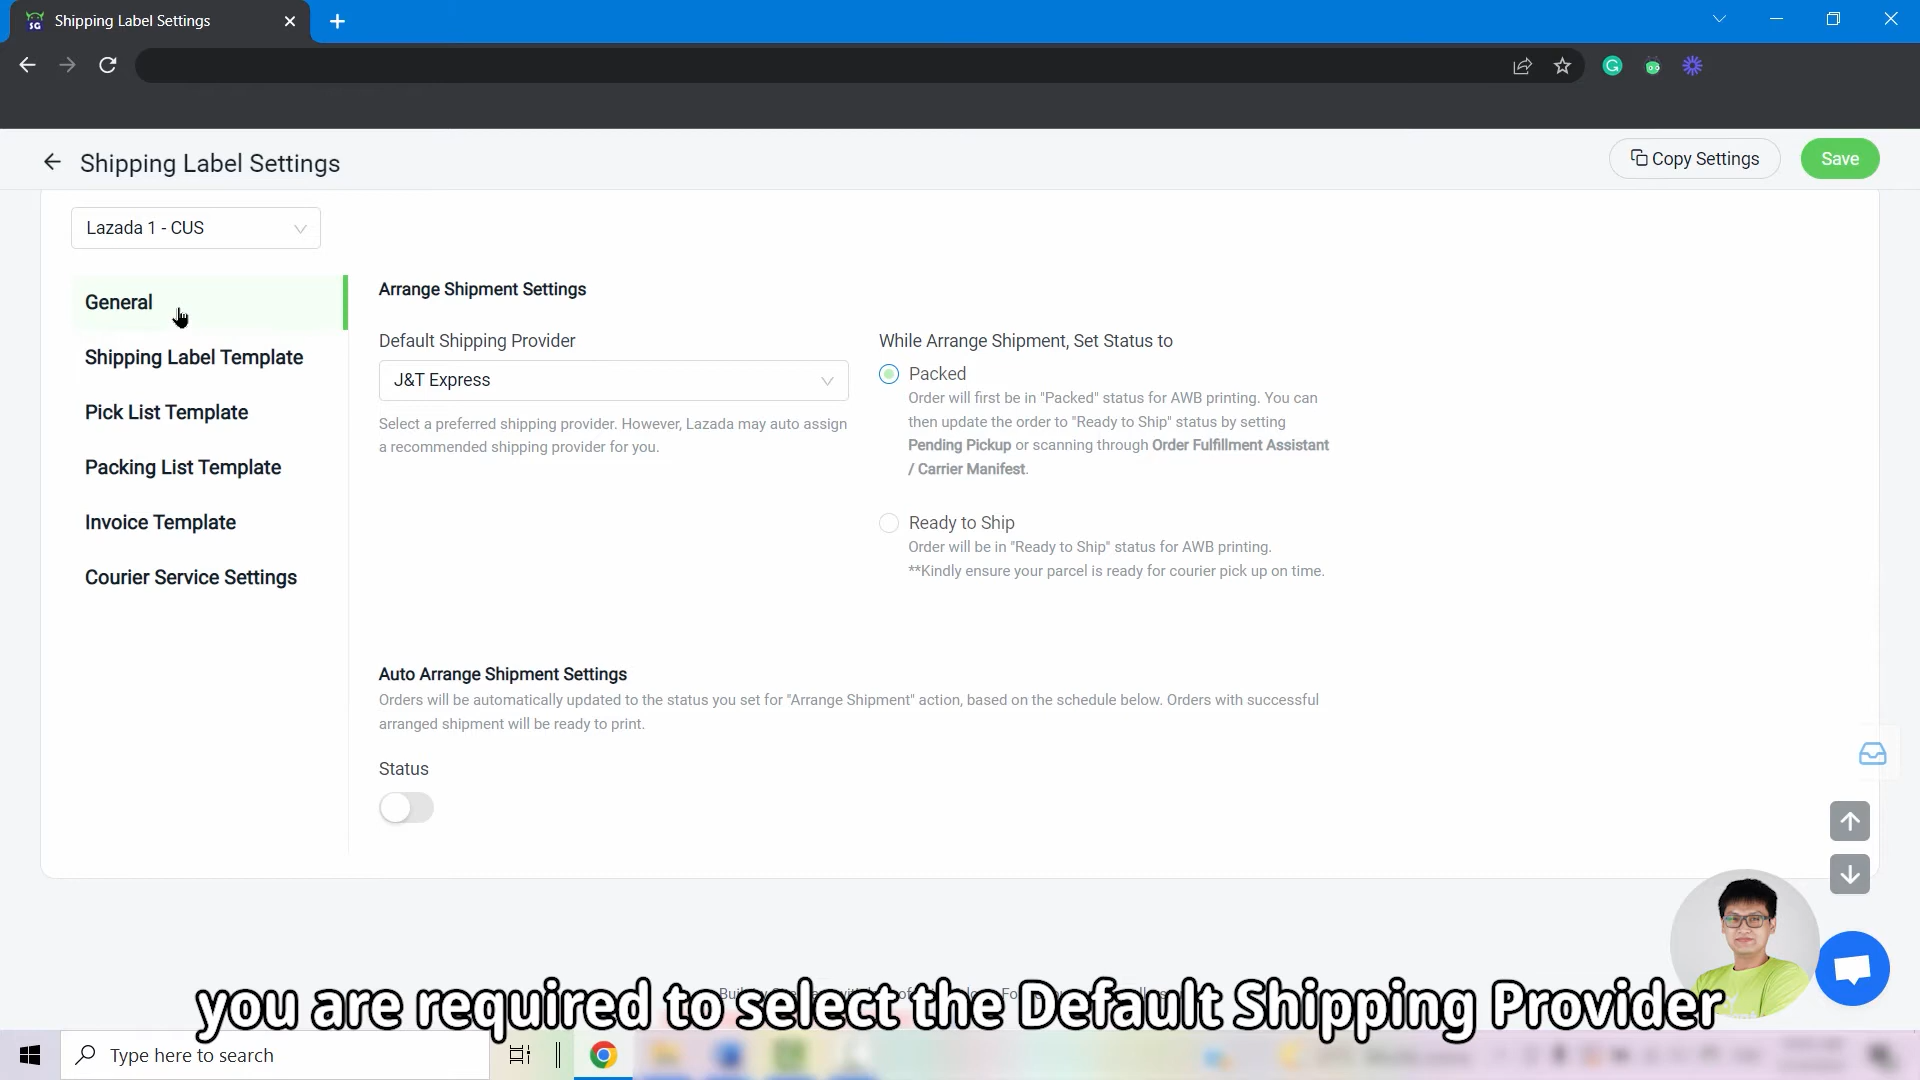 Shipping Label Settings
Shipping Label Settings
Copy Settings
Save
Lazada 1 - CUS
General
Shipping Label Template
Pick List Template
Packing List Template
Invoice Template
Courier Service Settings
Arrange Shipment Settings
Default Shipping Provider
J&T Express
Select a preferred shipping provider. However, Lazada may auto assign
a recommended shipping provider for you.
While Arrange Shipment, Set Status to
Packed
Order will first be in "Packed" status for AWB printing. You can
then update the order to "Ready to Ship" status by setting
Pending Pickup or scanning through Order Fulfillment Assistant
/ Carrier Manifest.
Ready to Ship
Order will be in "Ready to Ship" status for AWB printing.
**Kindly ensure your parcel is ready for courier pick up on time.
Auto Arrange Shipment Settings
Orders will be automatically updated to the status you set for "Arrange Shipment" action, based on the schedule below. Orders with successful
arranged shipment will be ready to print.
Status
you are required to select the Default Shipping Provider
Type here to search